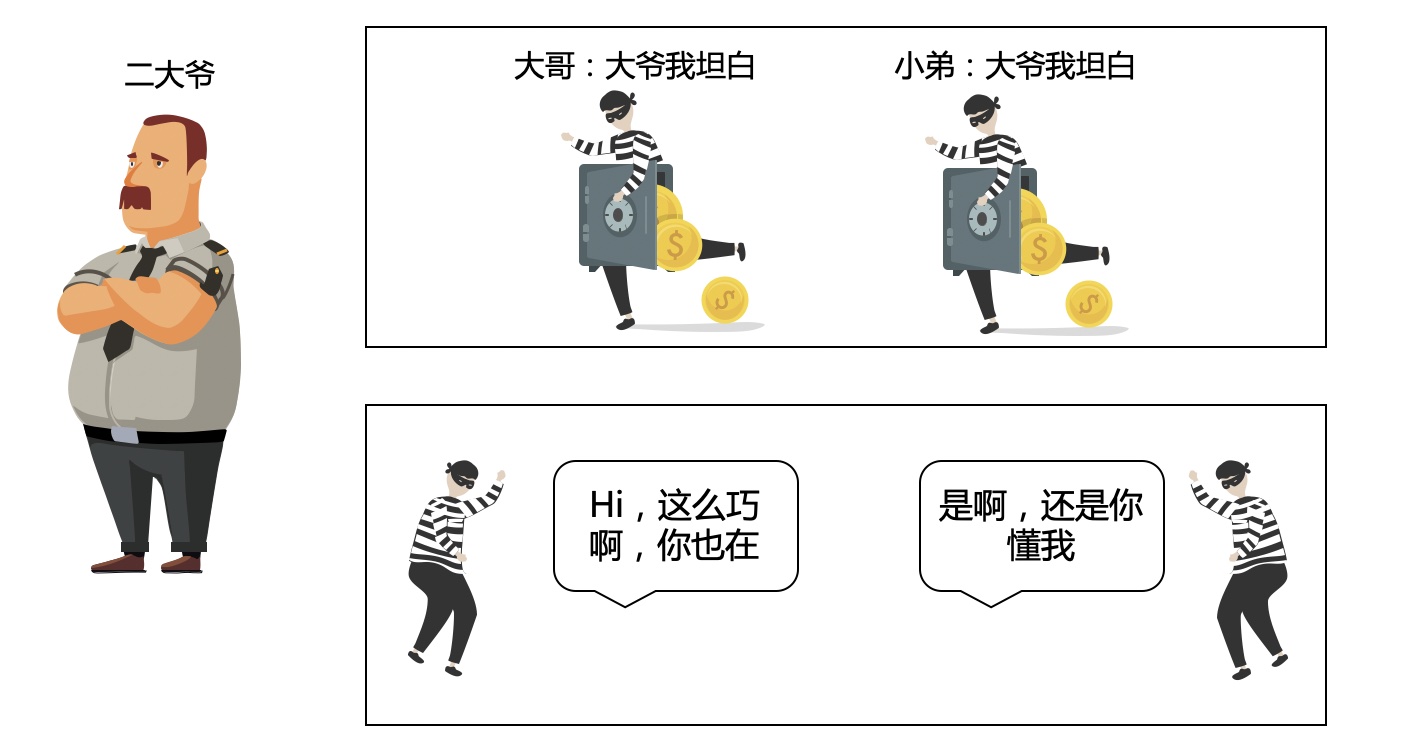 二大爷
大哥：大爷我坦白
小弟：大爷我坦白
Hi，这么巧
啊，你也在
是啊，还是你
懂我